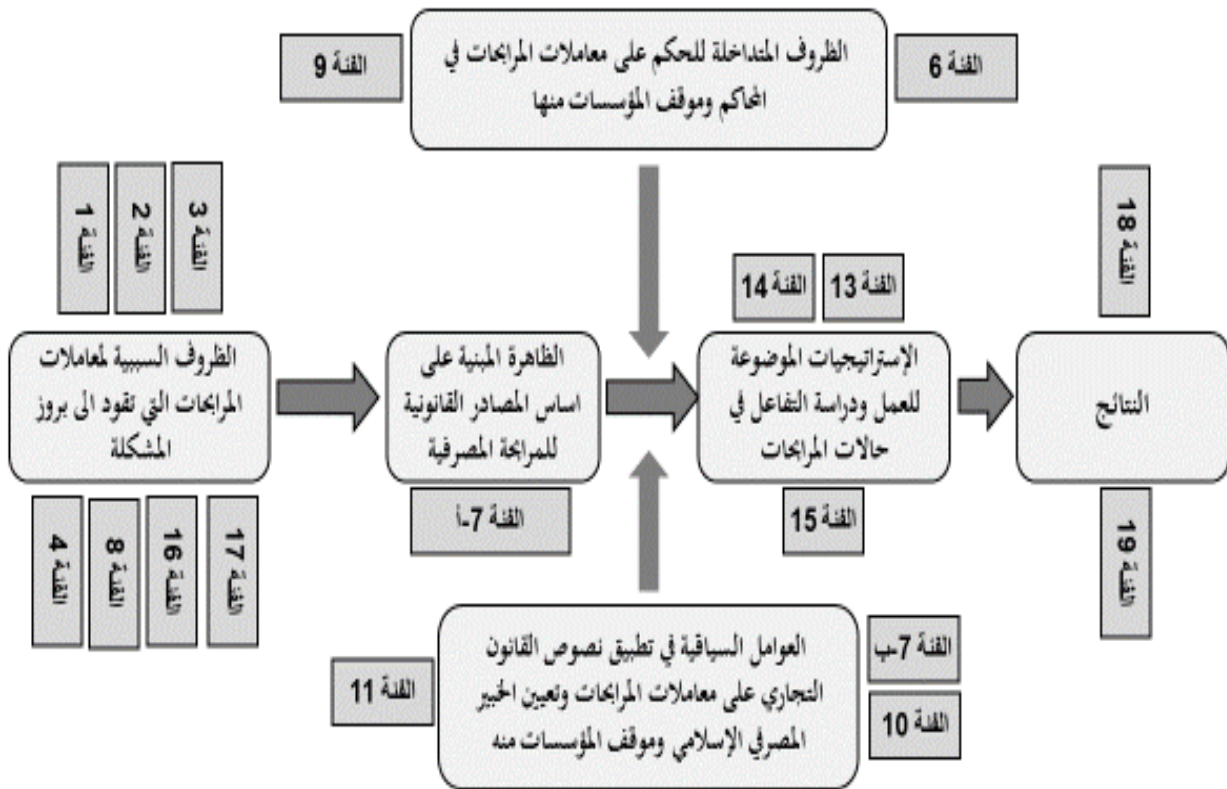 الظروف المتداخلة للحكم على معاملات المرابحات في
المحاكم وموقف المؤسسات منها
الفئة 6
الفئة 9
الفئة 1
الفئة 2
الفئة 3
الظروف السببية لمعاملات
المرابحات التي تقود الى بروز
المشكلة
الفئة 4
الفئة 8
الفئة 16
الفئة 17
الظاهرة المبنية على
اساس المصادر القانونية
للمرابحة المصرفية
الفئة 7-أ
الفئة 13
الفئة 14
الإستراتيجيات الموضوعة
للعمل ودراسة التفاعل في
حالات المرابحات
الفئة 15
الفئة 18
النتائج
الفئة 19
العوامل السياقية في تطبيق نصوص القانون
التجاري على معاملات المرابحات وتعيين الخبير
المصرفي الإسلامي وموقف المؤسسات منه
الفئة 7-ب
الفئة 10
الفئة 11